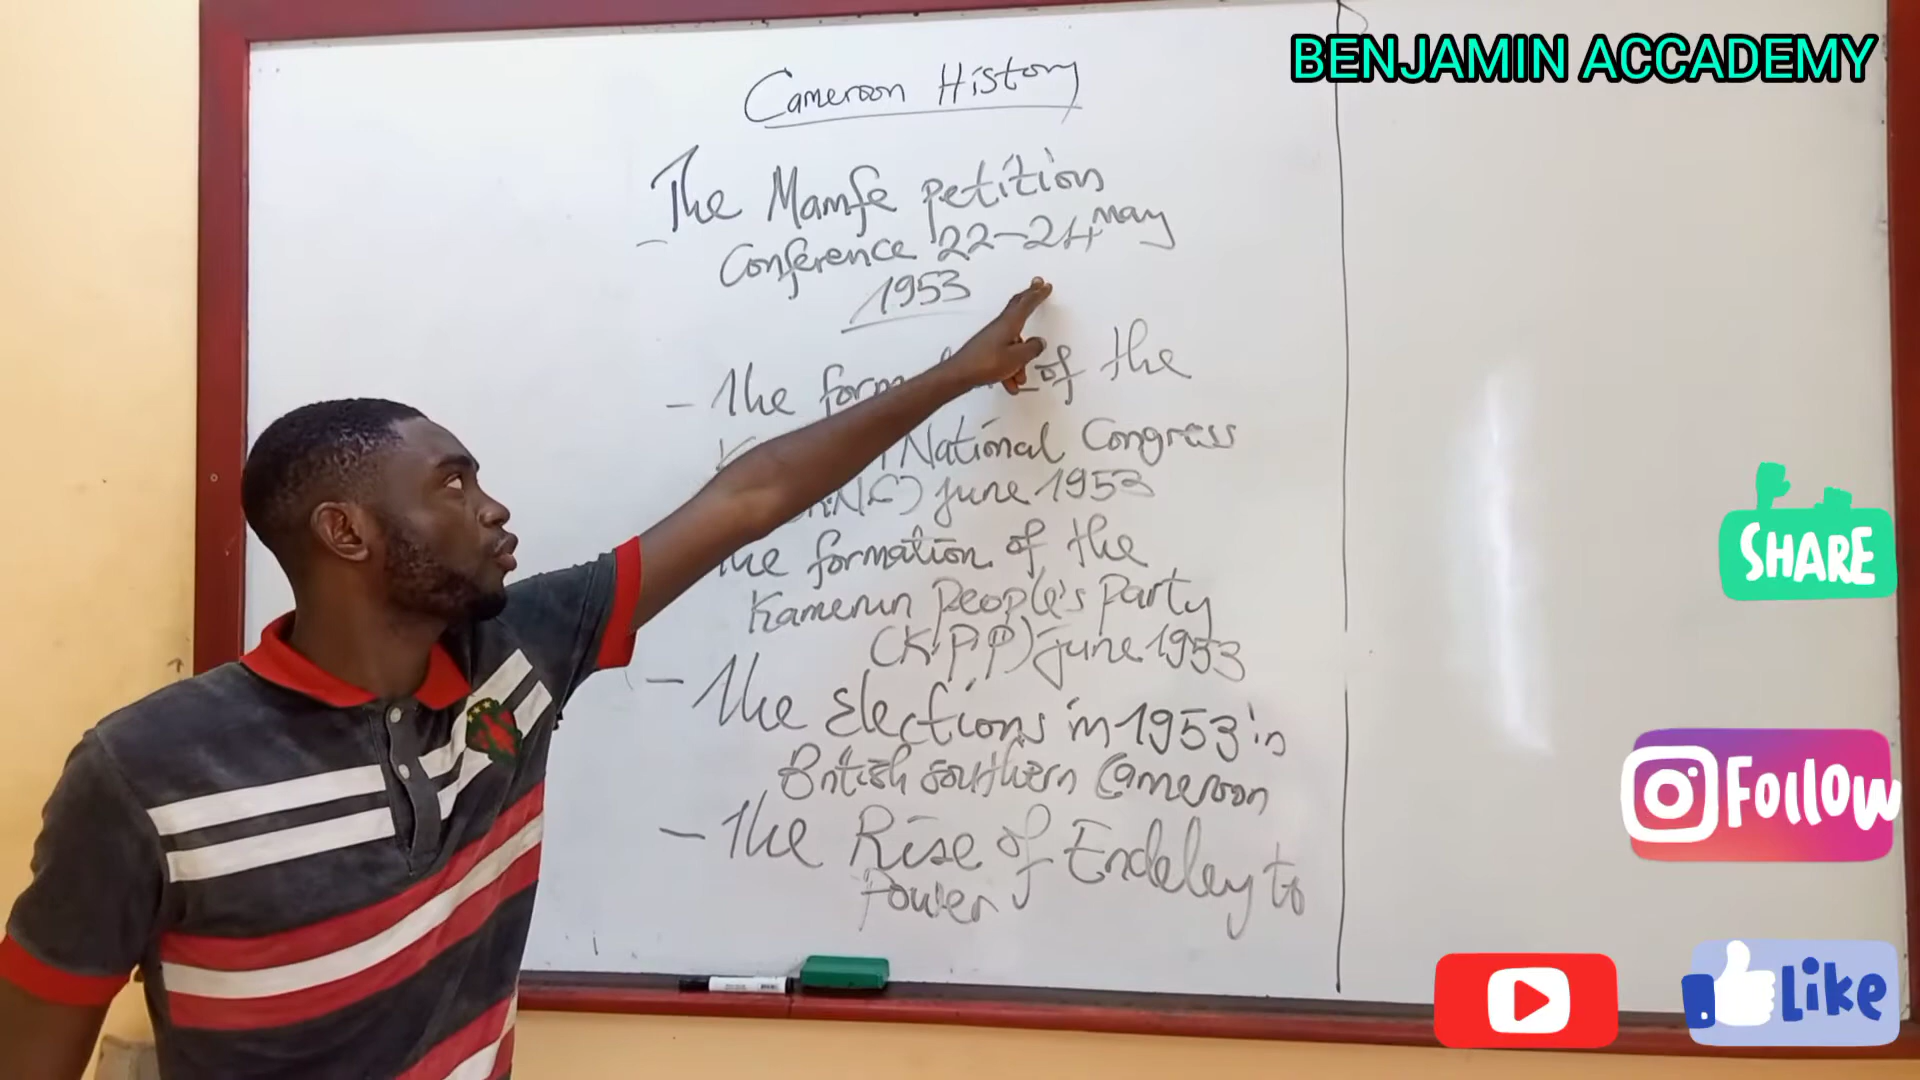 BENJAMIN ACCADEMY
Cameroon History
- The Mamfe petition
Conference 22-24 may
1953
- The of the
National Congress
June 1953
The formation of the
Kamerun People's Party
(K.P.P) June 1953
- The Elections in 1953 in
British Southern Cameroon
- The Rise of Endeley to
Power
SHARE
Follow
Like